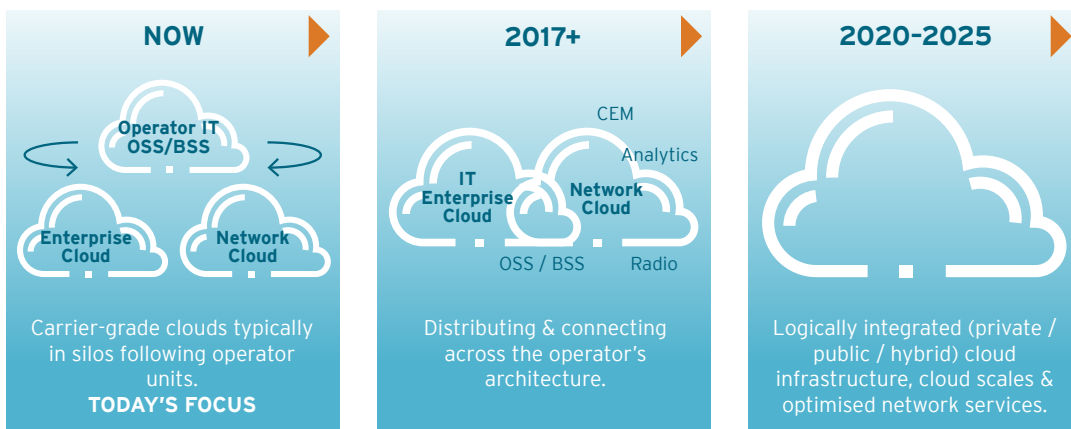 NOW
Operator IT
OSS/BSS
Enterprise
Cloud
Network
Cloud
Carrier-grade clouds typically
in silos following operator
units.
TODAY'S FOCUS
2017+
CEM
Analytics
IT
Enterprise
Cloud
Network
Cloud
OSS / BSS
Radio
Distributing & connecting
across the operator's
architecture.
2020-2025
Logically integrated (private /
public / hybrid) cloud
infrastructure, cloud scales &
optimised network services.